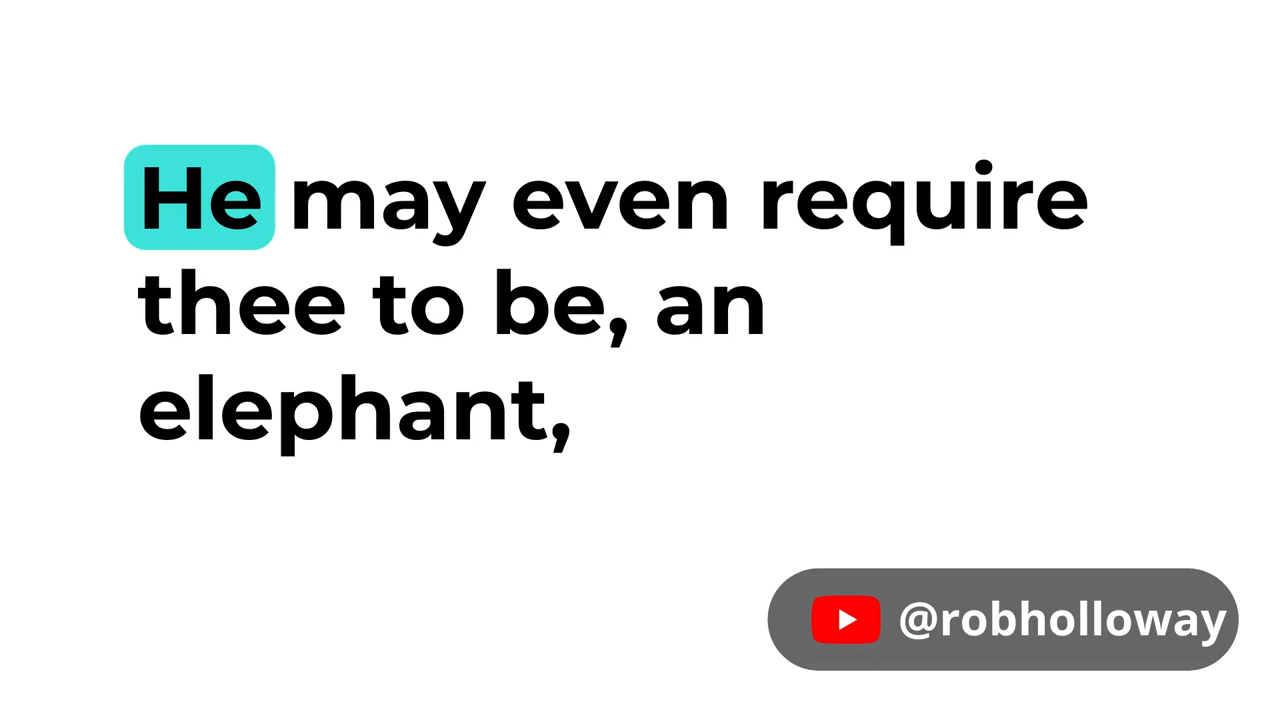 He may even require
thee to be, an
elephant,
@robholloway